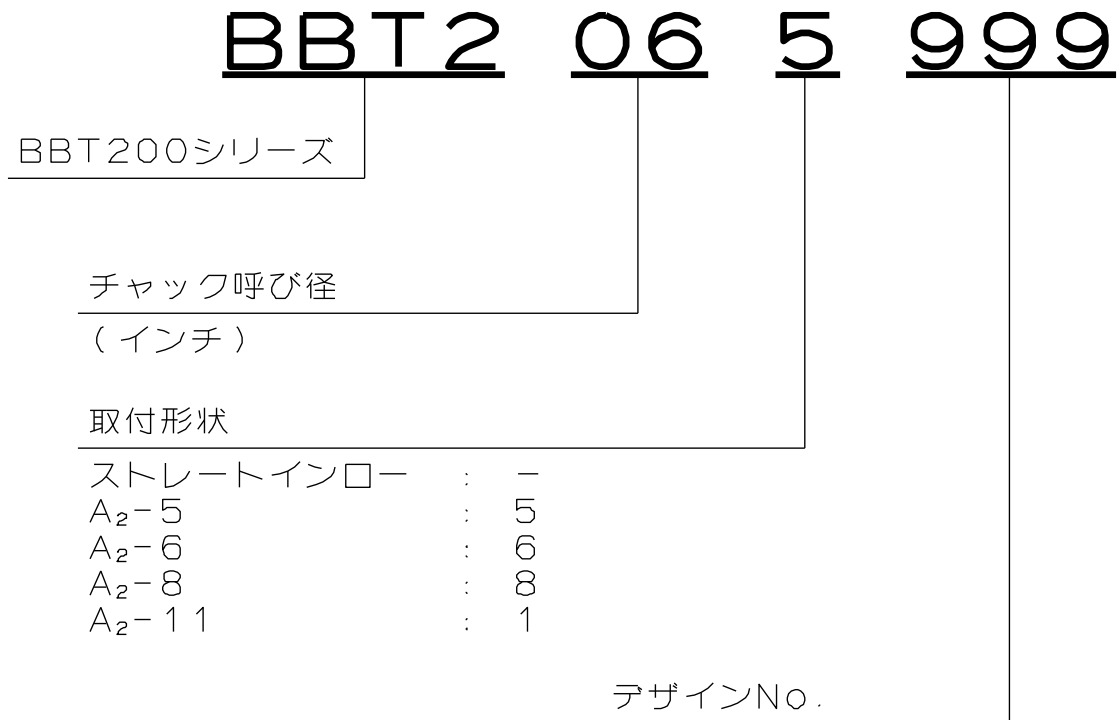 BBT2 06 5 999
BBT200シリーズ
チャック呼び径
(インチ)
取付形状
ストレートインロー : -
A₂-5 : 5
A₂-6 : 6
A₂-8 : 8
A₂-11 : 1
デザインNo.